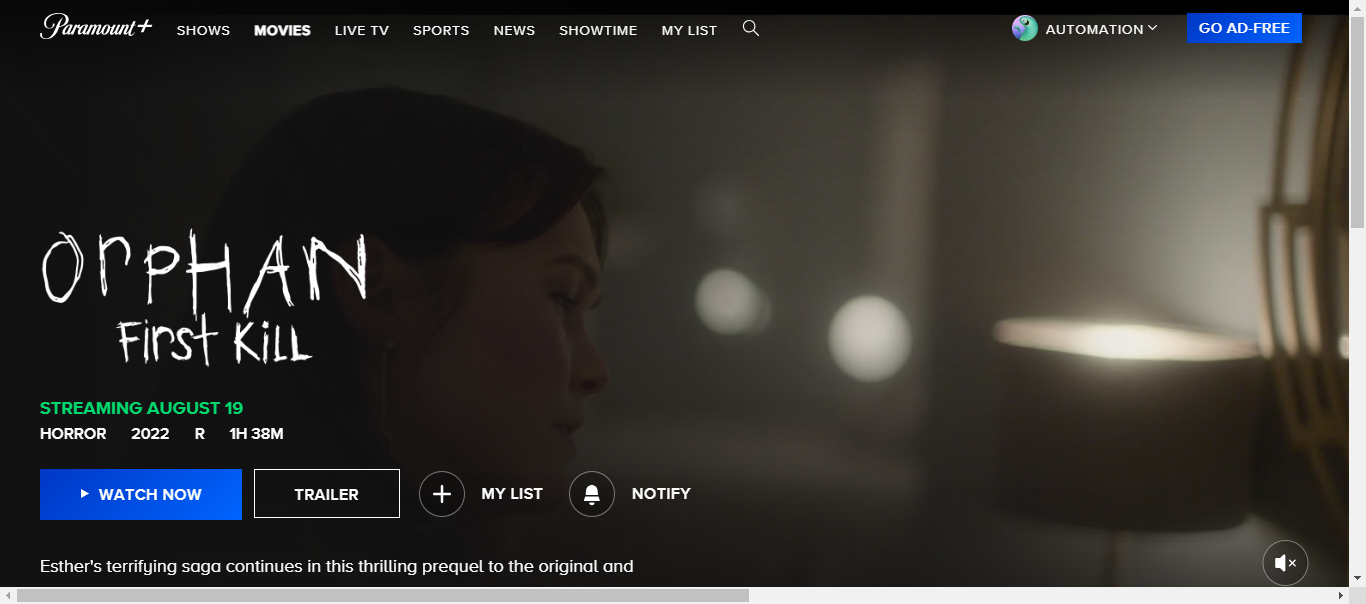 Paramount+ SHOWS MOVIES LIVE TV SPORTS NEWS SHOWTIME MY LIST AUTOMATION GO AD-FREE
ORPHAN
FIRST KILL
STREAMING AUGUST 19
HORROR 2022 R 1H 38M
WATCH NOW TRAILER MY LIST NOTIFY
Esther's terrifying saga continues in this thrilling prequel to the original and